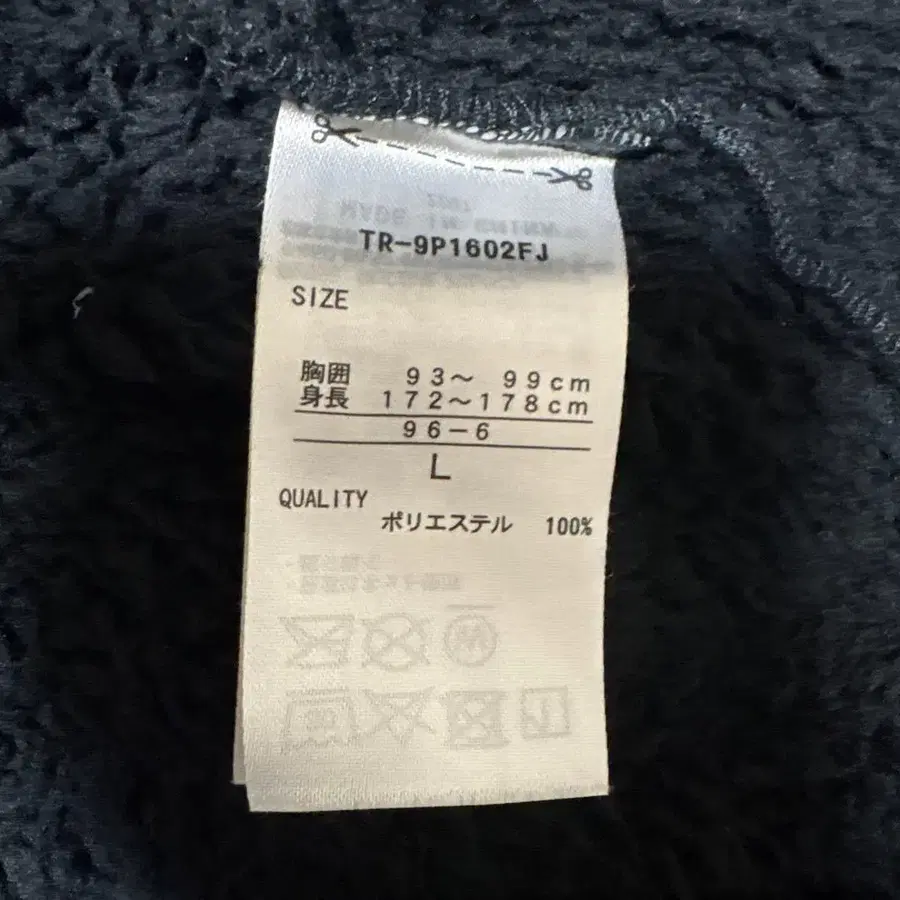 TR-9P1602FJ
SIZE
胸囲 93～ 99cm
身長 172～178cm
96-6
L
QUALITY
ポリエステル 100%